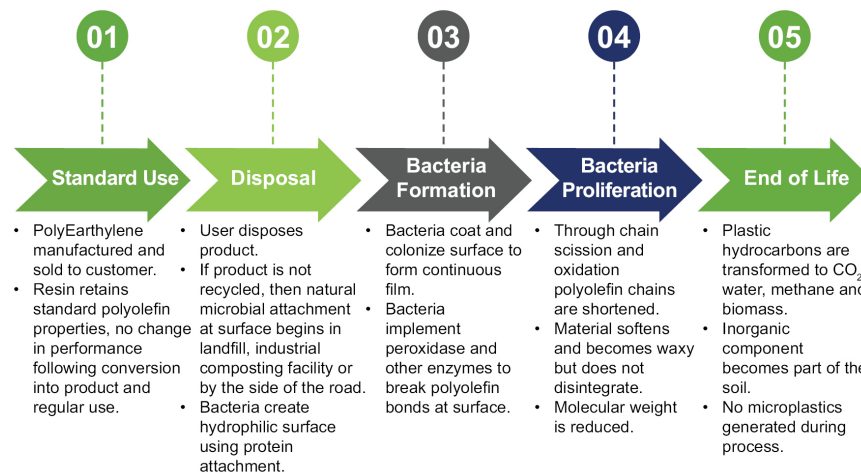 01
02
03
04
05
Standard Use
Disposal
Bacteria
Formation
Bacteria
Proliferation
End of Life
• PolyEarthylene
manufactured and
sold to customer.
• Resin retains
standard polyolefin
properties, no change
in performance
following conversion
into product and
regular use.
• User disposes
product.
• If product is not
recycled, then natural
microbial attachment
at surface begins in
landfill, industrial
composting facility or
by the side of the road.
• Bacteria create
hydrophilic surface
using protein
attachment.
• Bacteria coat and
colonize surface to
form continuous
film.
• Bacteria
implement
peroxidase and
other enzymes to
break polyolefin
bonds at surface.
• Through chain
scission and
oxidation
polyolefin chains
are shortened.
• Material softens
and becomes waxy
but does not
disintegrate.
• Molecular weight
is reduced.
• Plastic
hydrocarbons are
transformed to CO₂
water, methane and
biomass.
• Inorganic
component
becomes part of the
soil.
• No microplastics
generated during
process.